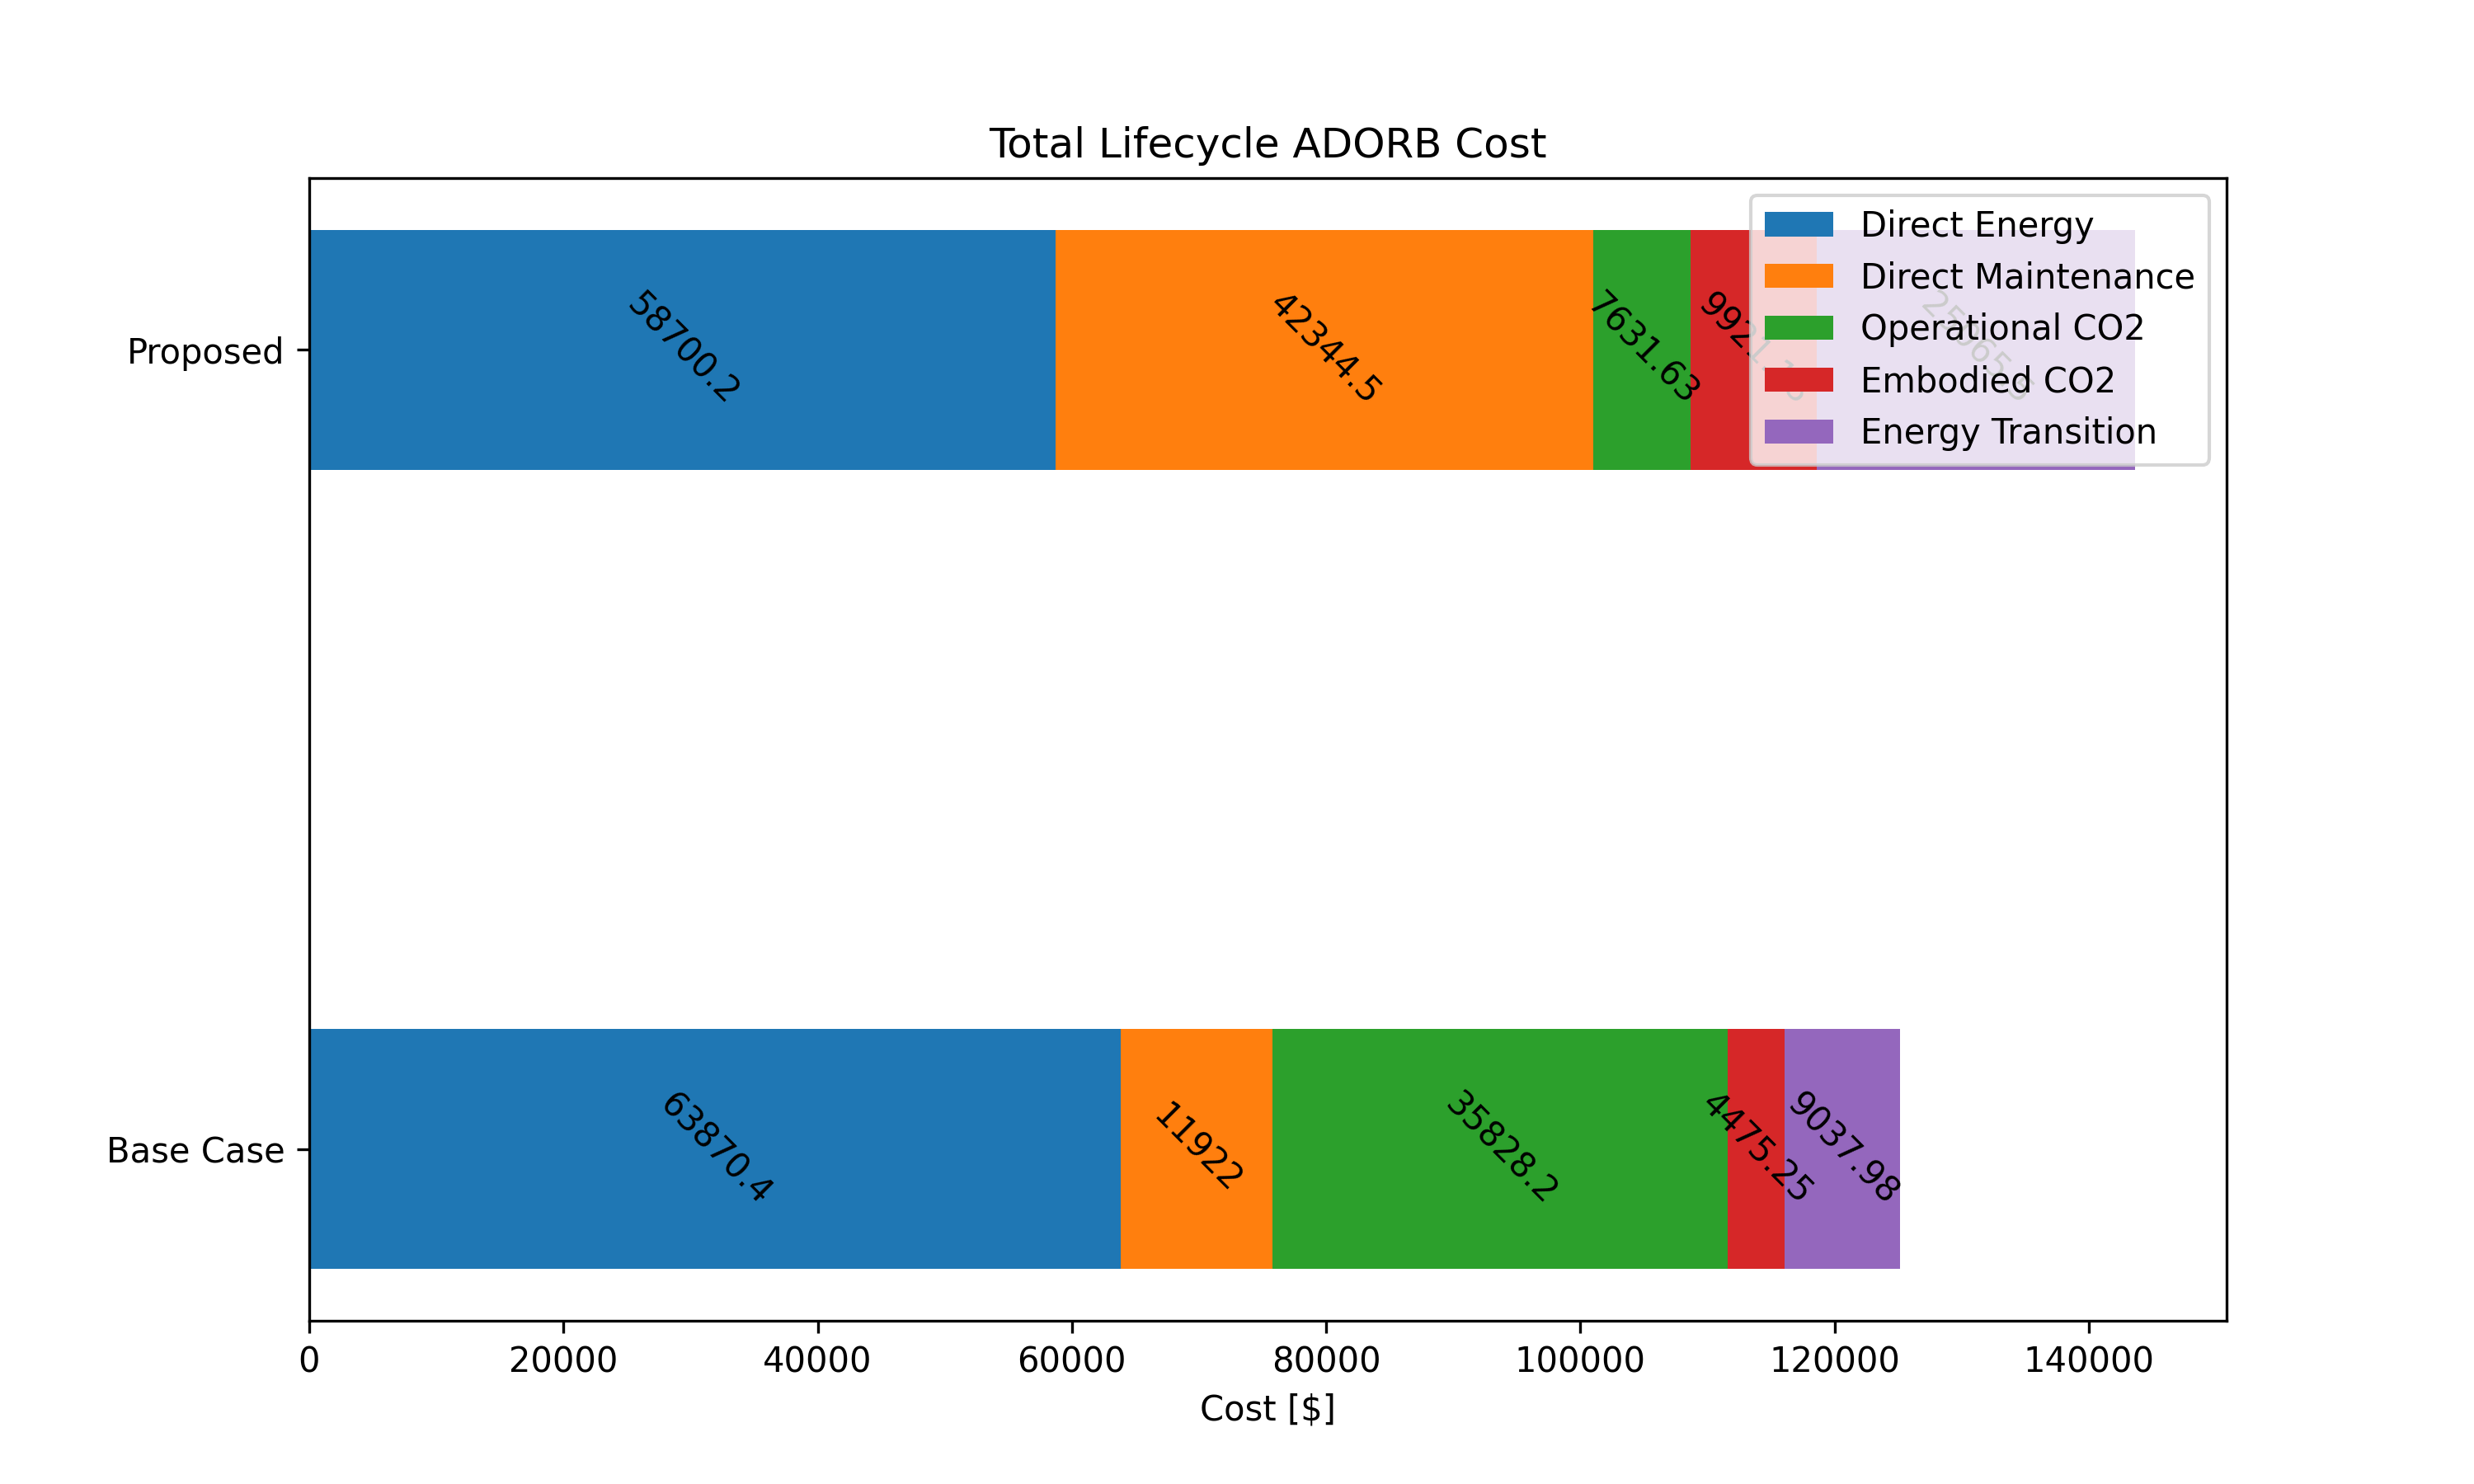 Total Lifecycle ADORB Cost
Direct Energy
Direct Maintenance
Operational CO2
Embodied CO2
Energy Transition
Proposed
58700.2
42344.5
7631.63
Base Case
63870.4
11922
35828.2
4475.25
9037.98
0
20000
40000
60000
80000
100000
120000
140000
Cost [$]